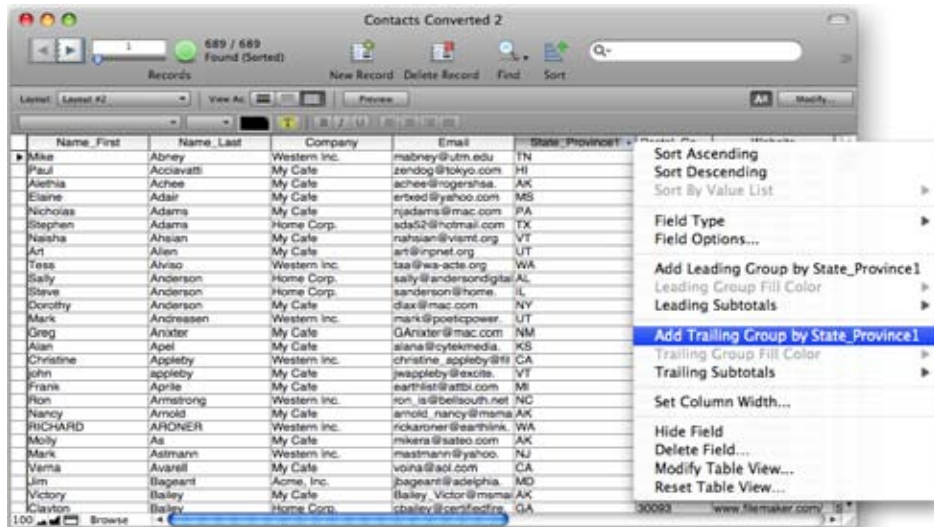 Contacts Converted 2
1
689 / 689
Found (Sorted)
Records New Record Delete Record Find Sort
Layout: Layout #2 View As: Preview Aa Modify...
T B I U
Name_First Name_Last Company Email State_Province1 Website
Mike Abney Western Inc. mabney@utm.edu TN
Paul Acciavatti My Cafe zendog@tokyo.com HI
Alethia Achee My Cafe achee@rogershsa. AK
Elaine Adair My Cafe ertxed@yahoo.com MS
Nicholas Adams My Cafe njadams@mac.com PA
Stephen Adams Home Corp. sda52@hotmail.com TX
Naisha Ahsian My Cafe nahsian@vismt.org VT
Art Allen My Cafe art@inpnet.org UT
Tess Alviso Western Inc. taa@wa-acte.org WA
Sally Anderson Home Corp. sally@andersondigital AL
Steve Anderson Home Corp. sanderson@home. IL
Dorothy Anderson My Cafe dlax@mac.com NY
Mark Andreasen Western Inc. mark@poeticpower. UT
Greg Anixter My Cafe GAnixter@mac.com NM
Alan Apel My Cafe alana@cytekmedia. KS
Christine Appleby Western Inc. christine_appleby@fil CA
john appleby My Cafe jwappleby@excite. VT
Frank Aprile My Cafe earthlist@attbi.com MI
Ron Armstrong Western Inc. ron_is@bellsouth.net NC
Nancy Arnold My Cafe arnold_nancy@msma AK
RICHARD ARONER Western Inc. rickaroner@earthlink. WA
Molly As My Cafe mikera@sateo.com AK
Mark Astmann Western Inc. mastmann@yahoo. NJ
Verna Avarell My Cafe voina@aol.com CA
Jim Bageant Acme, Inc. jbageant@adelphia. MD
Victory Bailey My Cafe Bailey_Victor@msmai AK
Clayton Bailey Home Corp. cbailey@certifiedfire. GA 30093 www.filemaker.com/
100 Browse
Sort Ascending
Sort Descending
Sort By Value List
Field Type
Field Options...
Add Leading Group by State_Province1
Leading Group Fill Color
Leading Subtotals
Add Trailing Group by State_Province1
Trailing Group Fill Color
Trailing Subtotals
Set Column Width...
Hide Field
Delete Field...
Modify Table View...
Reset Table View...